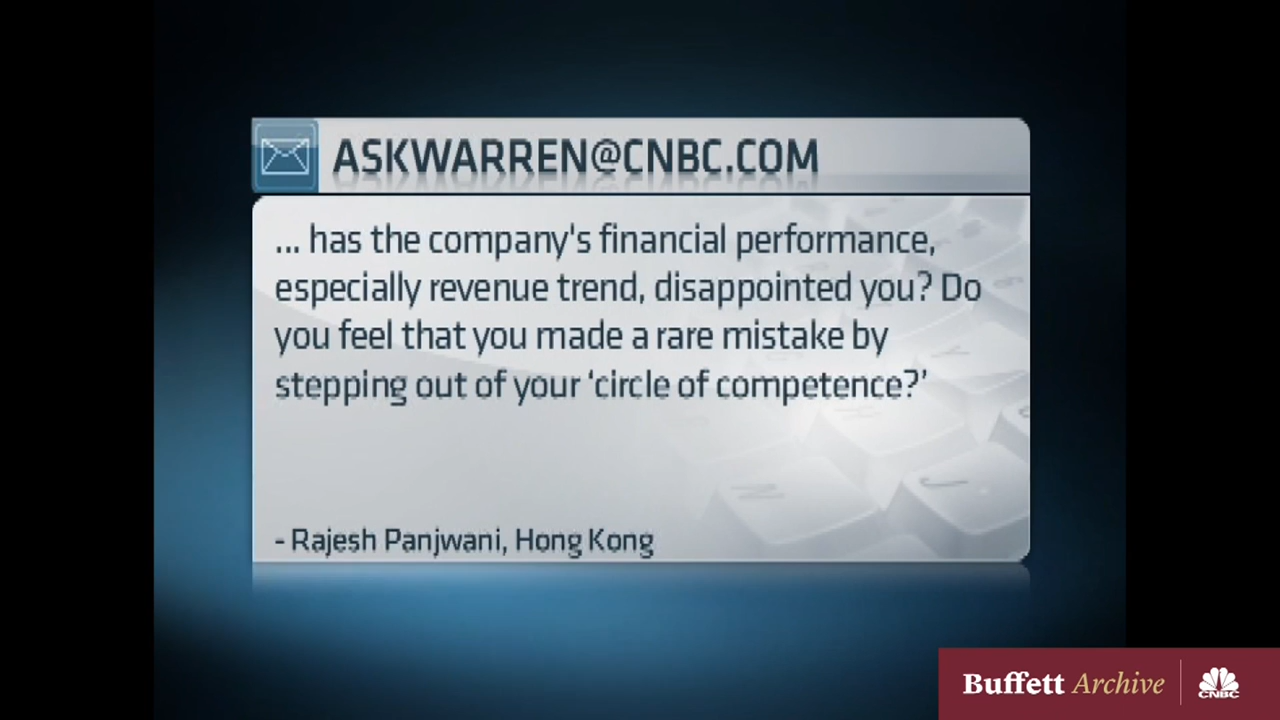 ASKWARREN@CNBC.COM
... has the company's financial performance,
especially revenue trend, disappointed you? Do
you feel that you made a rare mistake by
stepping out of your ‘circle of competence?’
- Rajesh Panjwani, Hong Kong
Buffett Archive
CNBC